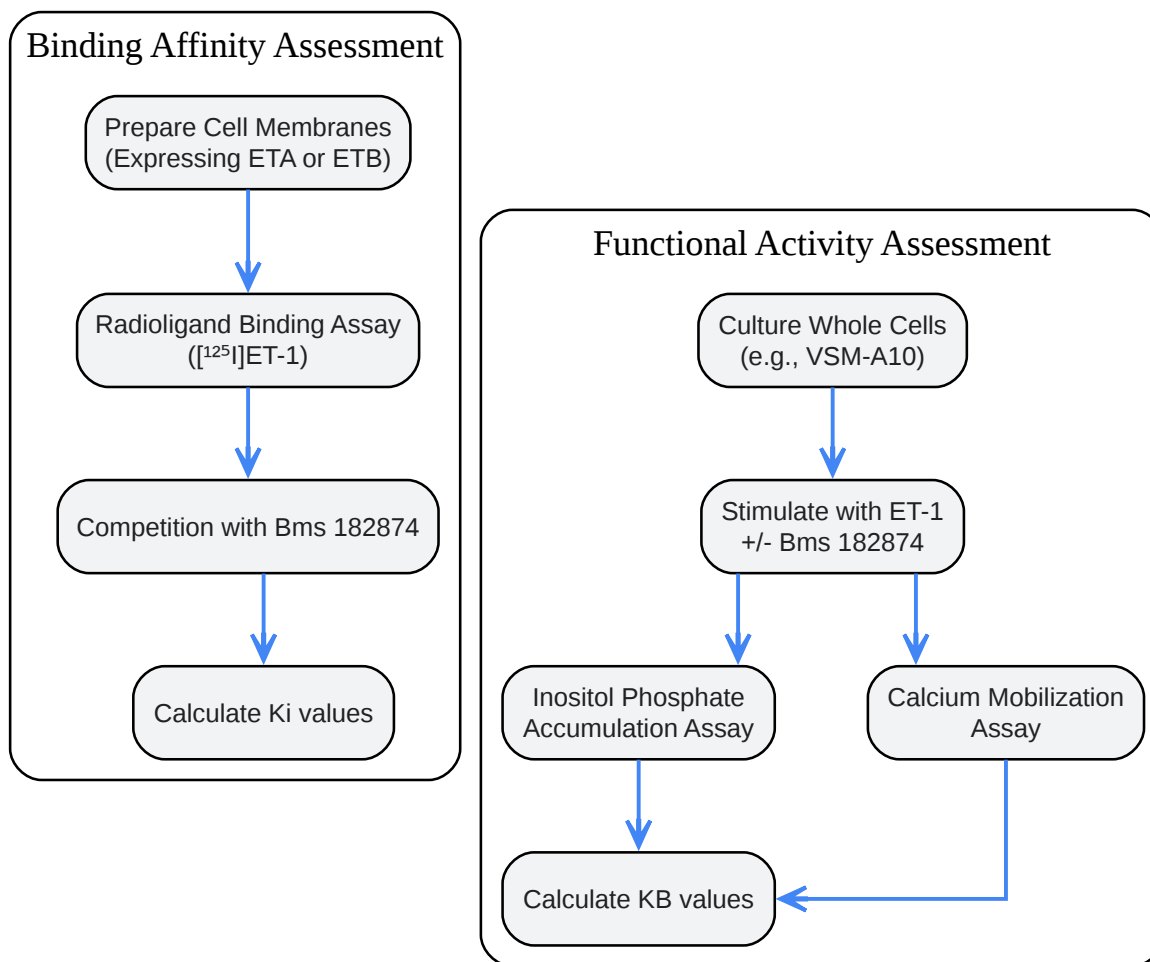 Binding Affinity Assessment
Prepare Cell Membranes
(Expressing ETA or ETB)
Radioligand Binding Assay
([¹²⁵I]ET-1)
Competition with Bms 182874
Calculate Ki values
Functional Activity Assessment
Culture Whole Cells
(e.g., VSM-A10)
Stimulate with ET-1
+/- Bms 182874
Inositol Phosphate
Accumulation Assay
Calcium Mobilization
Assay
Calculate KB values